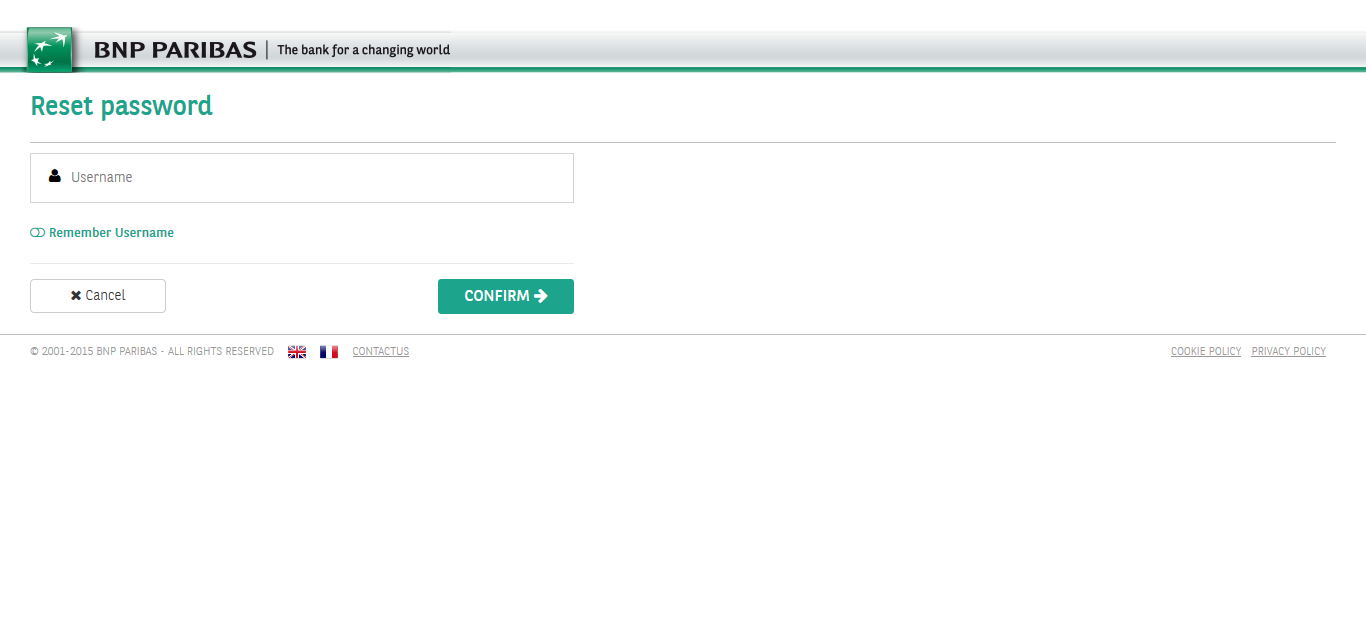 BNP PARIBAS | The bank for a changing world
Reset password
Username
Remember Username
Cancel
CONFIRM
© 2001-2015 BNP PARIBAS - ALL RIGHTS RESERVED
CONTACTUS
COOKIE POLICY
PRIVACY POLICY